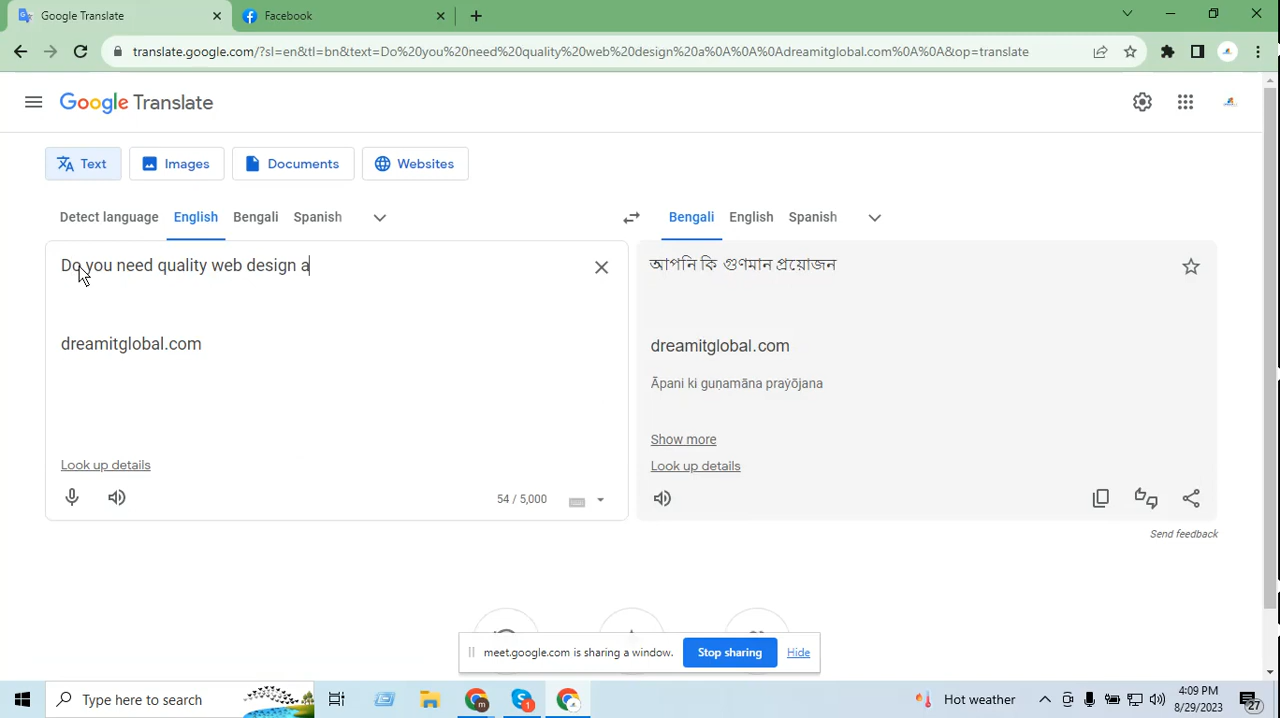 Google Translate
Facebook
translate.google.com/?sl=en&tl=bn&text=Do%20you%20need%20quality%20web%20design%20a%0A%0A%0Adreamitglobal.com%0A%0A&op=translate
Google Translate
Text
Images
Documents
Websites
Detect language English Bengali Spanish
Bengali English Spanish
Do you need quality web design a
dreamitglobal.com
Look up details
54 / 5,000
আপনি কি গুণমান প্রয়োজন
dreamitglobal.com
Āpani ki guṇamāna praẏōjana
Show more
Look up details
Send feedback
meet.google.com is sharing a window. Stop sharing Hide
Type here to search
1
Hot weather
4:09 PM
8/29/2023
27